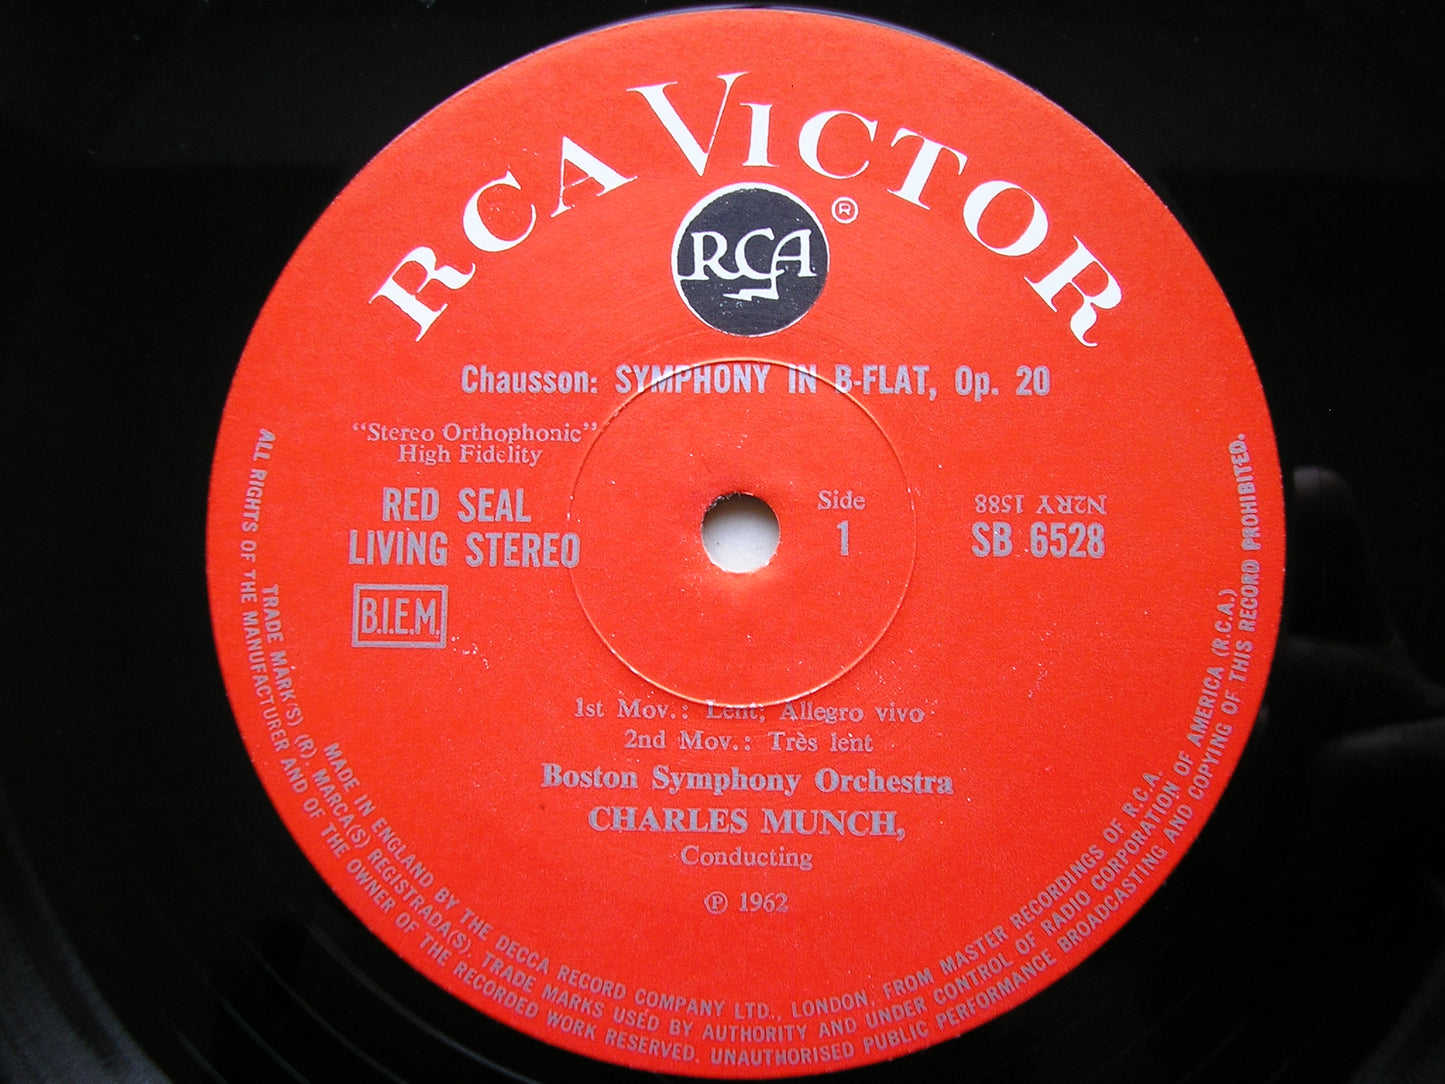 RCA VICTOR
RCA ®
Chausson: SYMPHONY IN B-FLAT, Op. 20
"Stereo Orthophonic"
High Fidelity
RED SEAL
LIVING STEREO
B.I.E.M.
Side
1
N2RY 1588
SB 6528
1st Mov.: Lent; Allegro vivo
2nd Mov.: Très lent
Boston Symphony Orchestra
CHARLES MUNCH,
Conducting
℗ 1962
MADE IN ENGLAND BY THE DECCA RECORD COMPANY LTD., LONDON, FROM MASTER RECORDINGS OF R.C.A.
TRADE MARK(S) (R). MARCA(S) REGISTRADA(S). TRADE MARKS USED BY AUTHORITY AND UNDER CONTROL OF RADIO CORPORATION OF AMERICA (R.C.A.)
ALL RIGHTS OF THE MANUFACTURER AND OF THE OWNER OF THE RECORDED WORK RESERVED. UNAUTHORISED PUBLIC PERFORMANCE BROADCASTING AND COPYING OF THIS RECORD PROHIBITED.